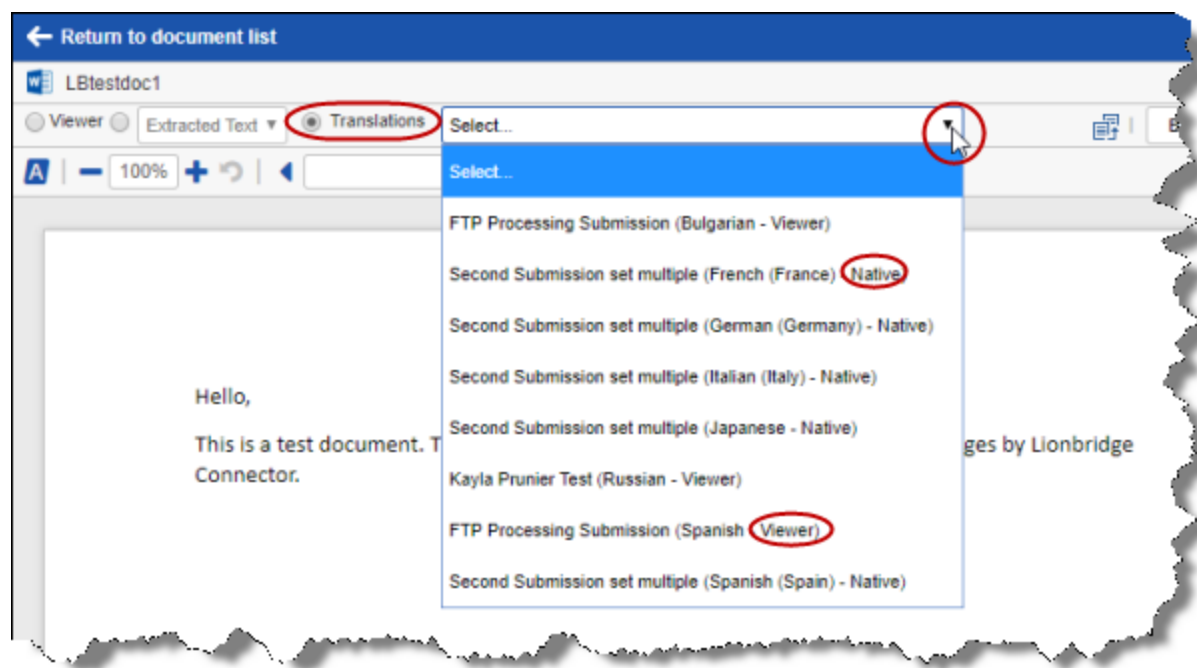 Return to document list
LBtestdoc1
Viewer Extracted Text Translations Select...
100%
Select...
FTP Processing Submission (Bulgarian - Viewer)
Second Submission set multiple (French (France) - Native)
Second Submission set multiple (German (Germany) - Native)
Second Submission set multiple (Italian (Italy) - Native)
Second Submission set multiple (Japanese - Native)
Kayla Prunier Test (Russian - Viewer)
FTP Processing Submission (Spanish Viewer)
Second Submission set multiple (Spanish (Spain) - Native)
Hello,
This is a test document. T ges by Lionbridge
Connector.